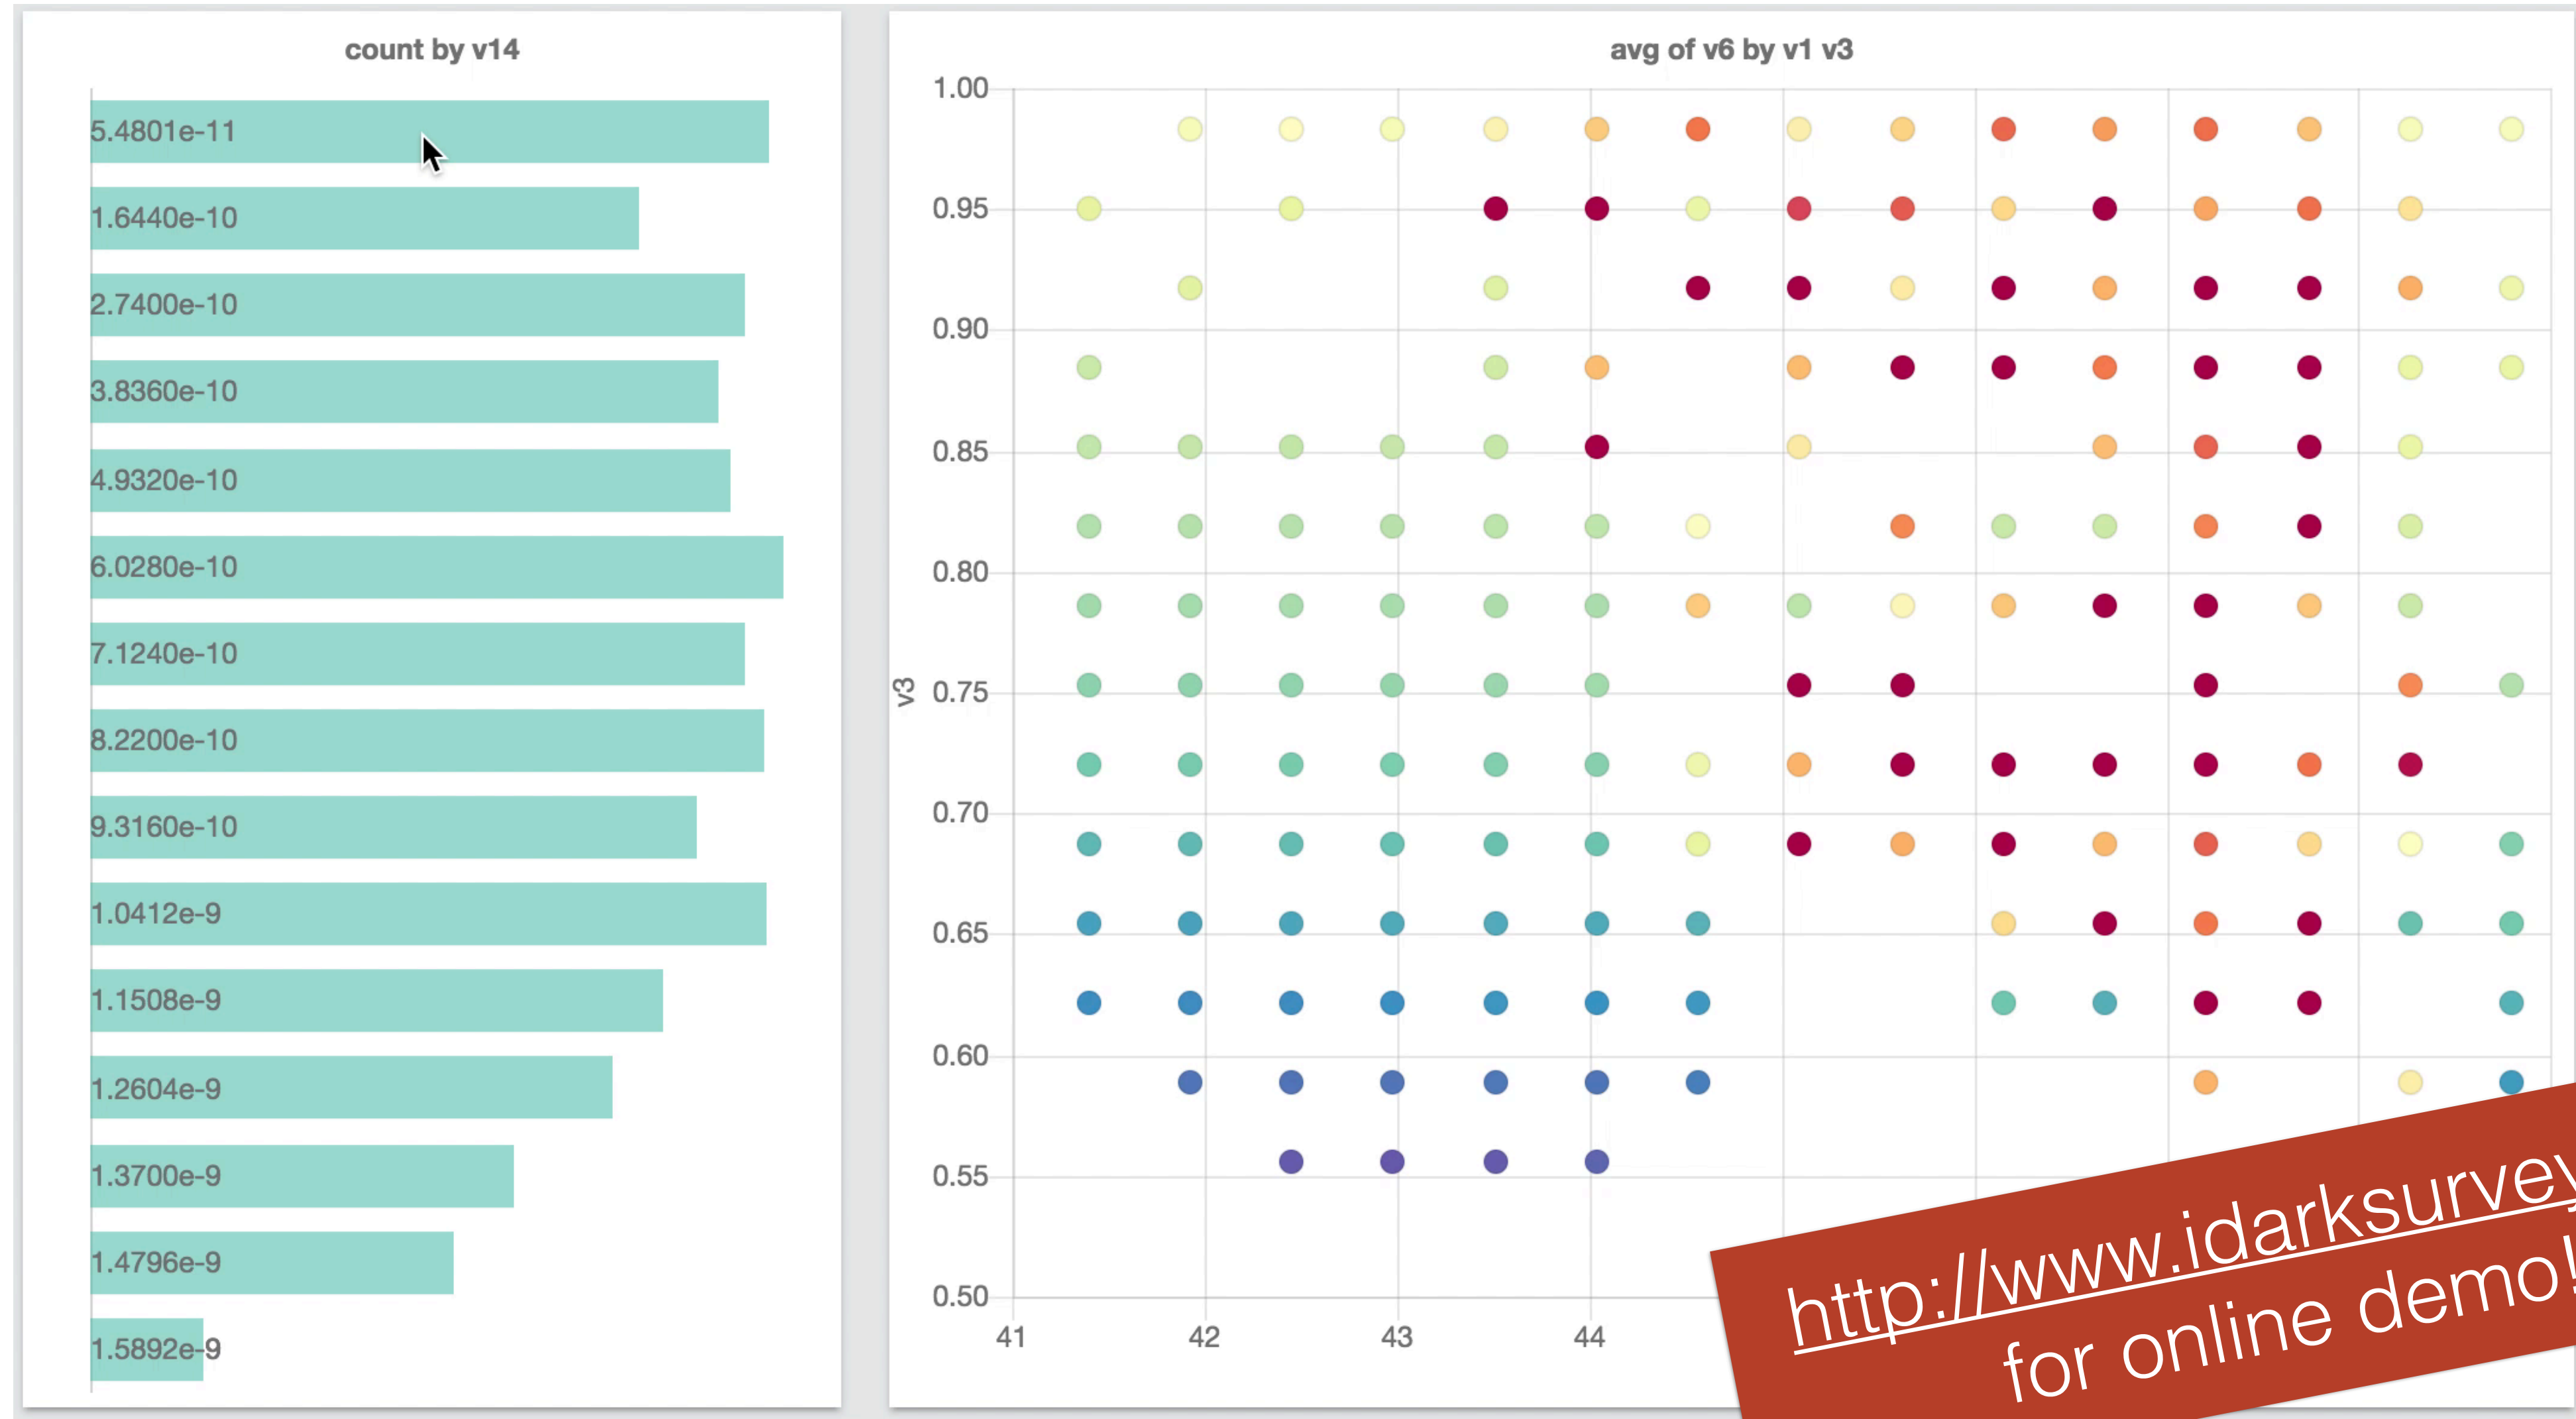 count by v14
5.4801e-11
1.6440e-10
2.7400e-10
3.8360e-10
4.9320e-10
6.0280e-10
7.1240e-10
8.2200e-10
9.3160e-10
1.0412e-9
1.1508e-9
1.2604e-9
1.3700e-9
1.4796e-9
1.5892e-9
avg of v6 by v1 v3
1.00
0.95
0.90
0.85
0.80
v3
0.75
0.70
0.65
0.60
0.55
0.50
41 42 43 44
http://www.idarksurvey
for online demo!